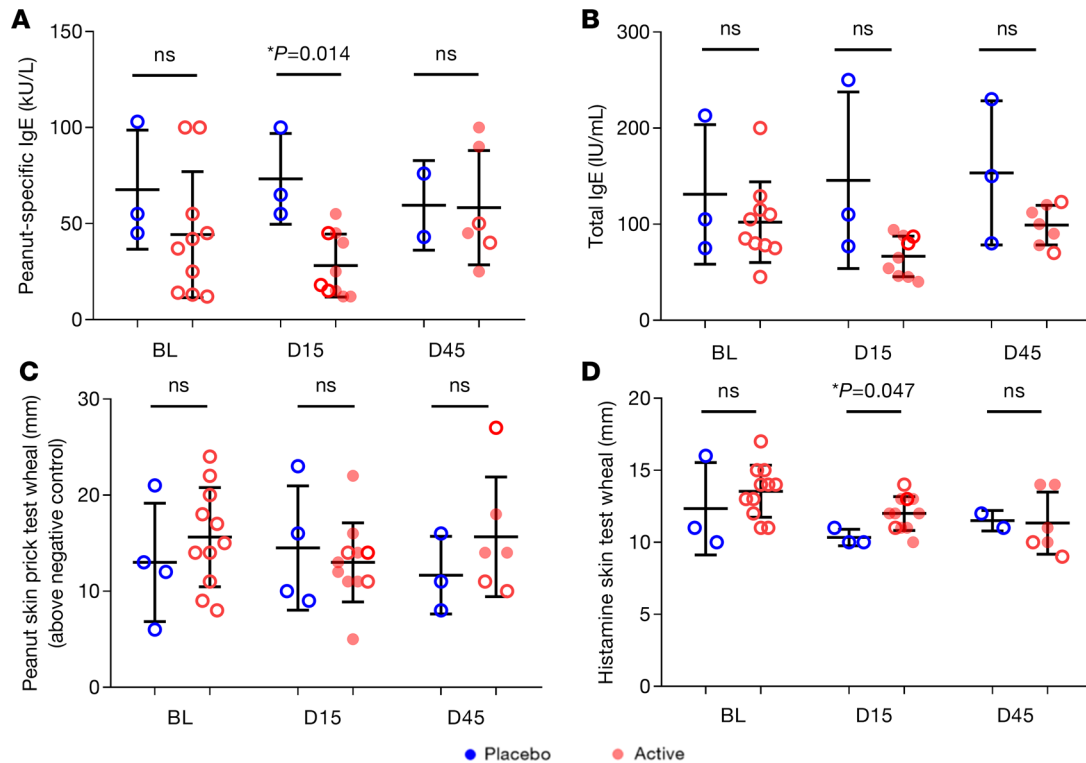 A
150
100
50
0
Peanut-specific IgE (kU/L)
ns
*P=0.014
ns
BL
D15
D45
B
300
200
100
0
Total IgE (IU/mL)
ns
ns
ns
BL
D15
D45
C
30
20
10
0
Peanut skin prick test wheal (mm)
(above negative control)
ns
ns
ns
BL
D15
D45
D
20
15
10
5
0
Histamine skin test wheal (mm)
ns
*P=0.047
ns
BL
D15
D45
Placebo
Active